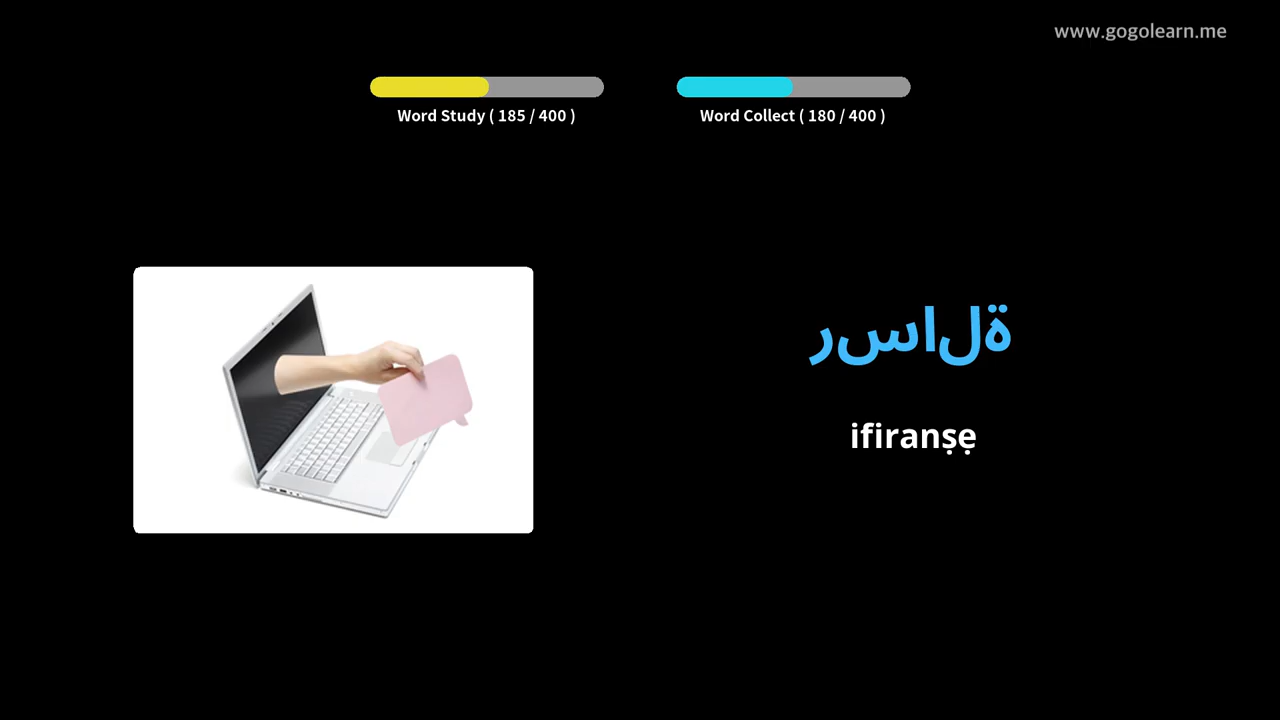 www.gogolearn.me
Word Study ( 185 / 400 )
Word Collect ( 180 / 400 )
رسالة
ifiranṣẹ